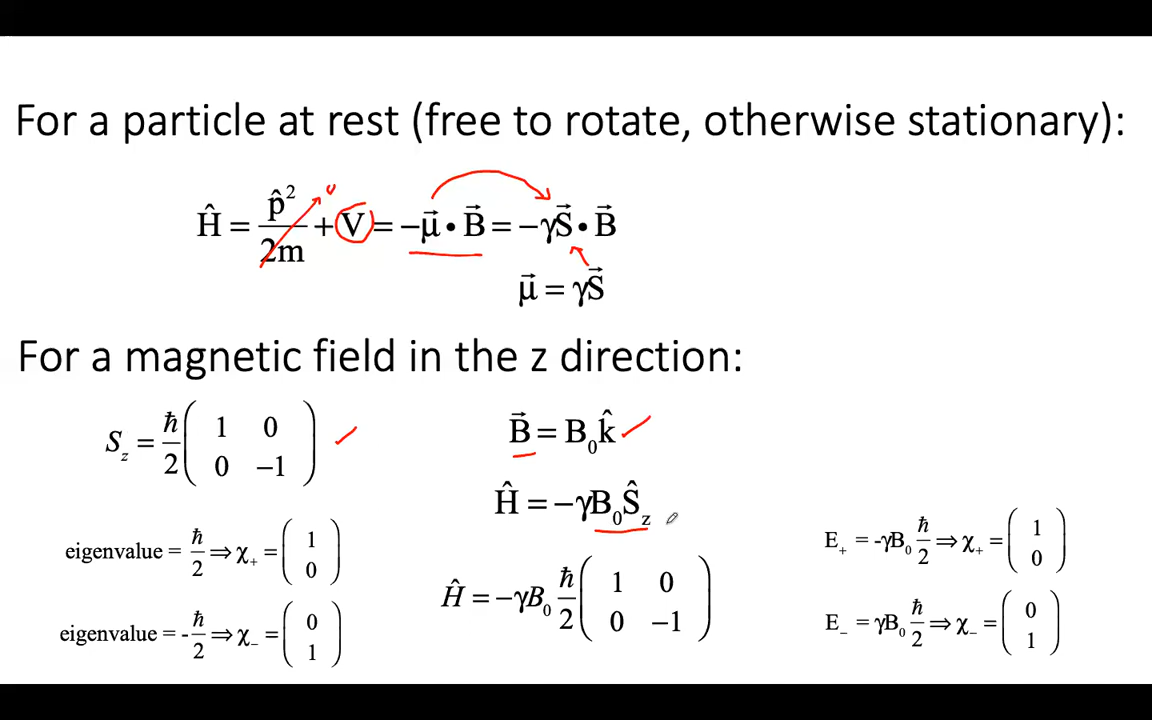 For a particle at rest (free to rotate, otherwise stationary):
Ĥ = p̂²/2m + V = −μ⃗ • B⃗ = −γS⃗ • B⃗
0
μ⃗ = γS⃗
For a magnetic field in the z direction:
S_z = ħ/2 ( 1 0 ; 0 −1 )
B⃗ = B₀k̂
Ĥ = −γB₀Ŝ_z
eigenvalue = ħ/2 ⇒ χ₊ = ( 1 ; 0 )
eigenvalue = - ħ/2 ⇒ χ₋ = ( 0 ; 1 )
Ĥ = −γB₀ ħ/2 ( 1 0 ; 0 −1 )
E₊ = -γB₀ ħ/2 ⇒ χ₊ = ( 1 ; 0 )
E₋ = γB₀ ħ/2 ⇒ χ₋ = ( 0 ; 1 )